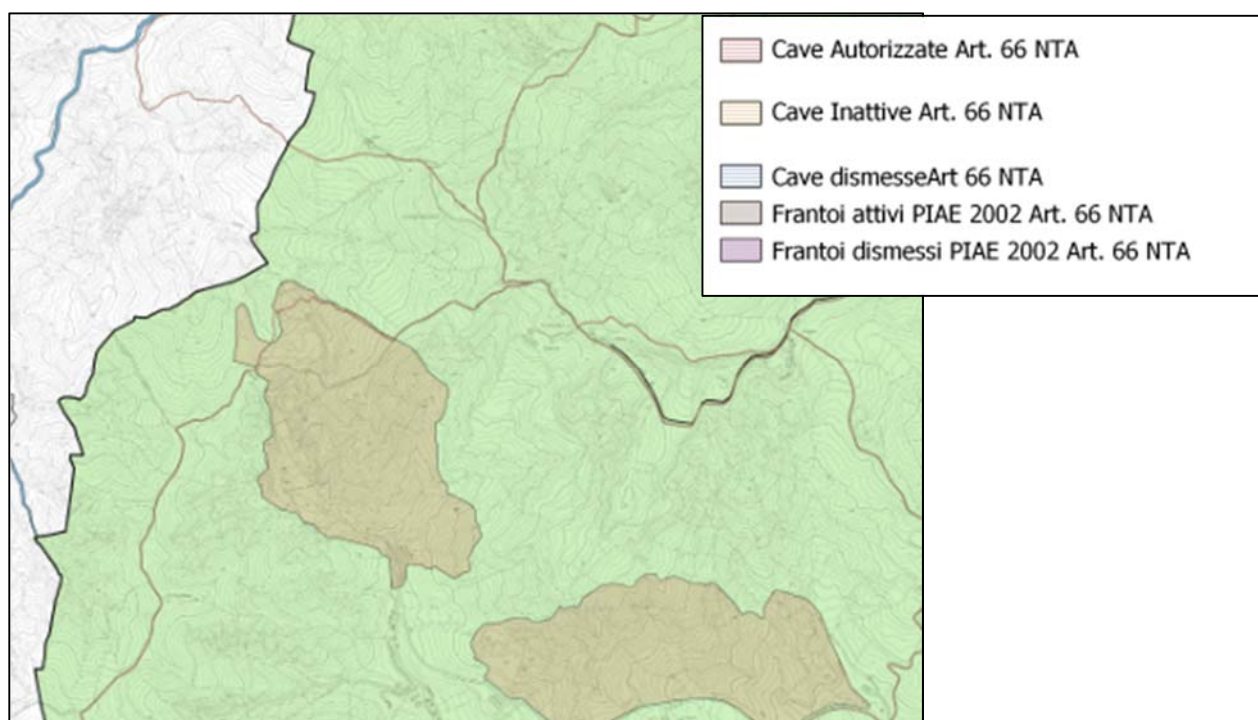 Cave Autorizzate Art. 66 NTA
Cave Inattive Art. 66 NTA
Cave dismesseArt 66 NTA
Frantoi attivi PIAE 2002 Art. 66 NTA
Frantoi dismessi PIAE 2002 Art. 66 NTA